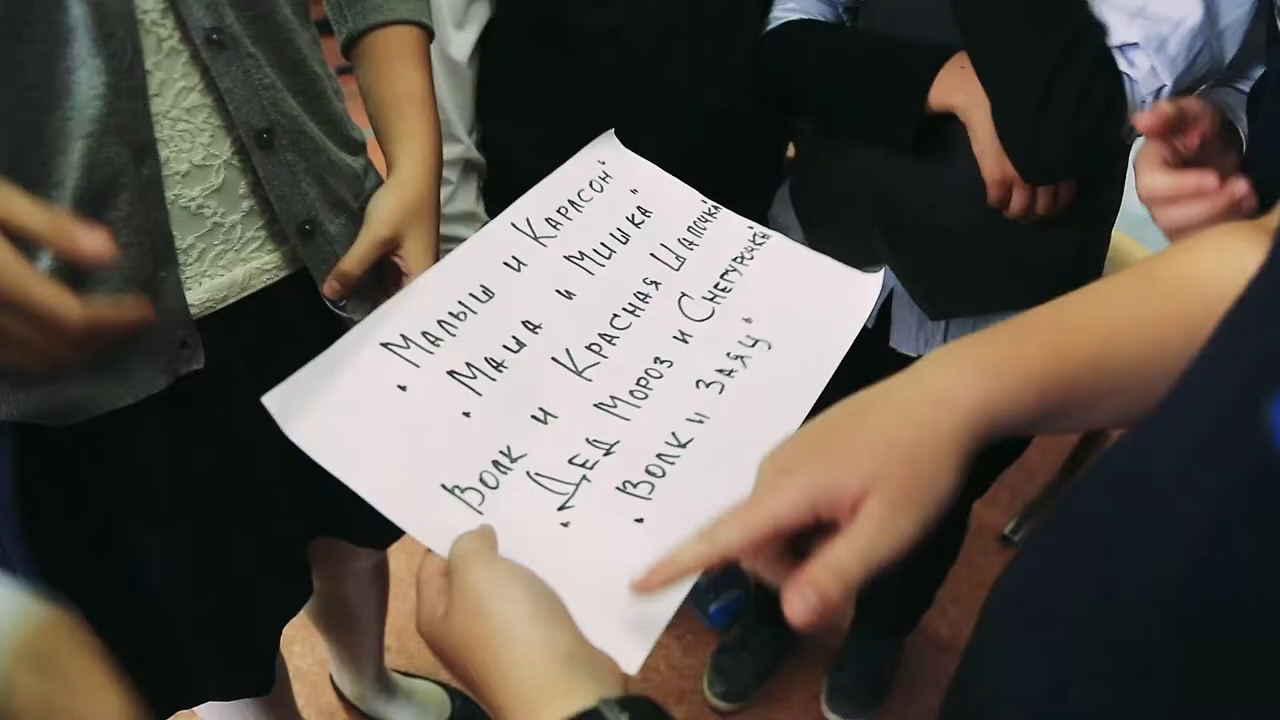 "Малыш и Карлсон"
"Маша и Мишка"
Волк и Красная Шапочка"
"Дед Мороз и Снегурочка"
"Волк и Заяц"